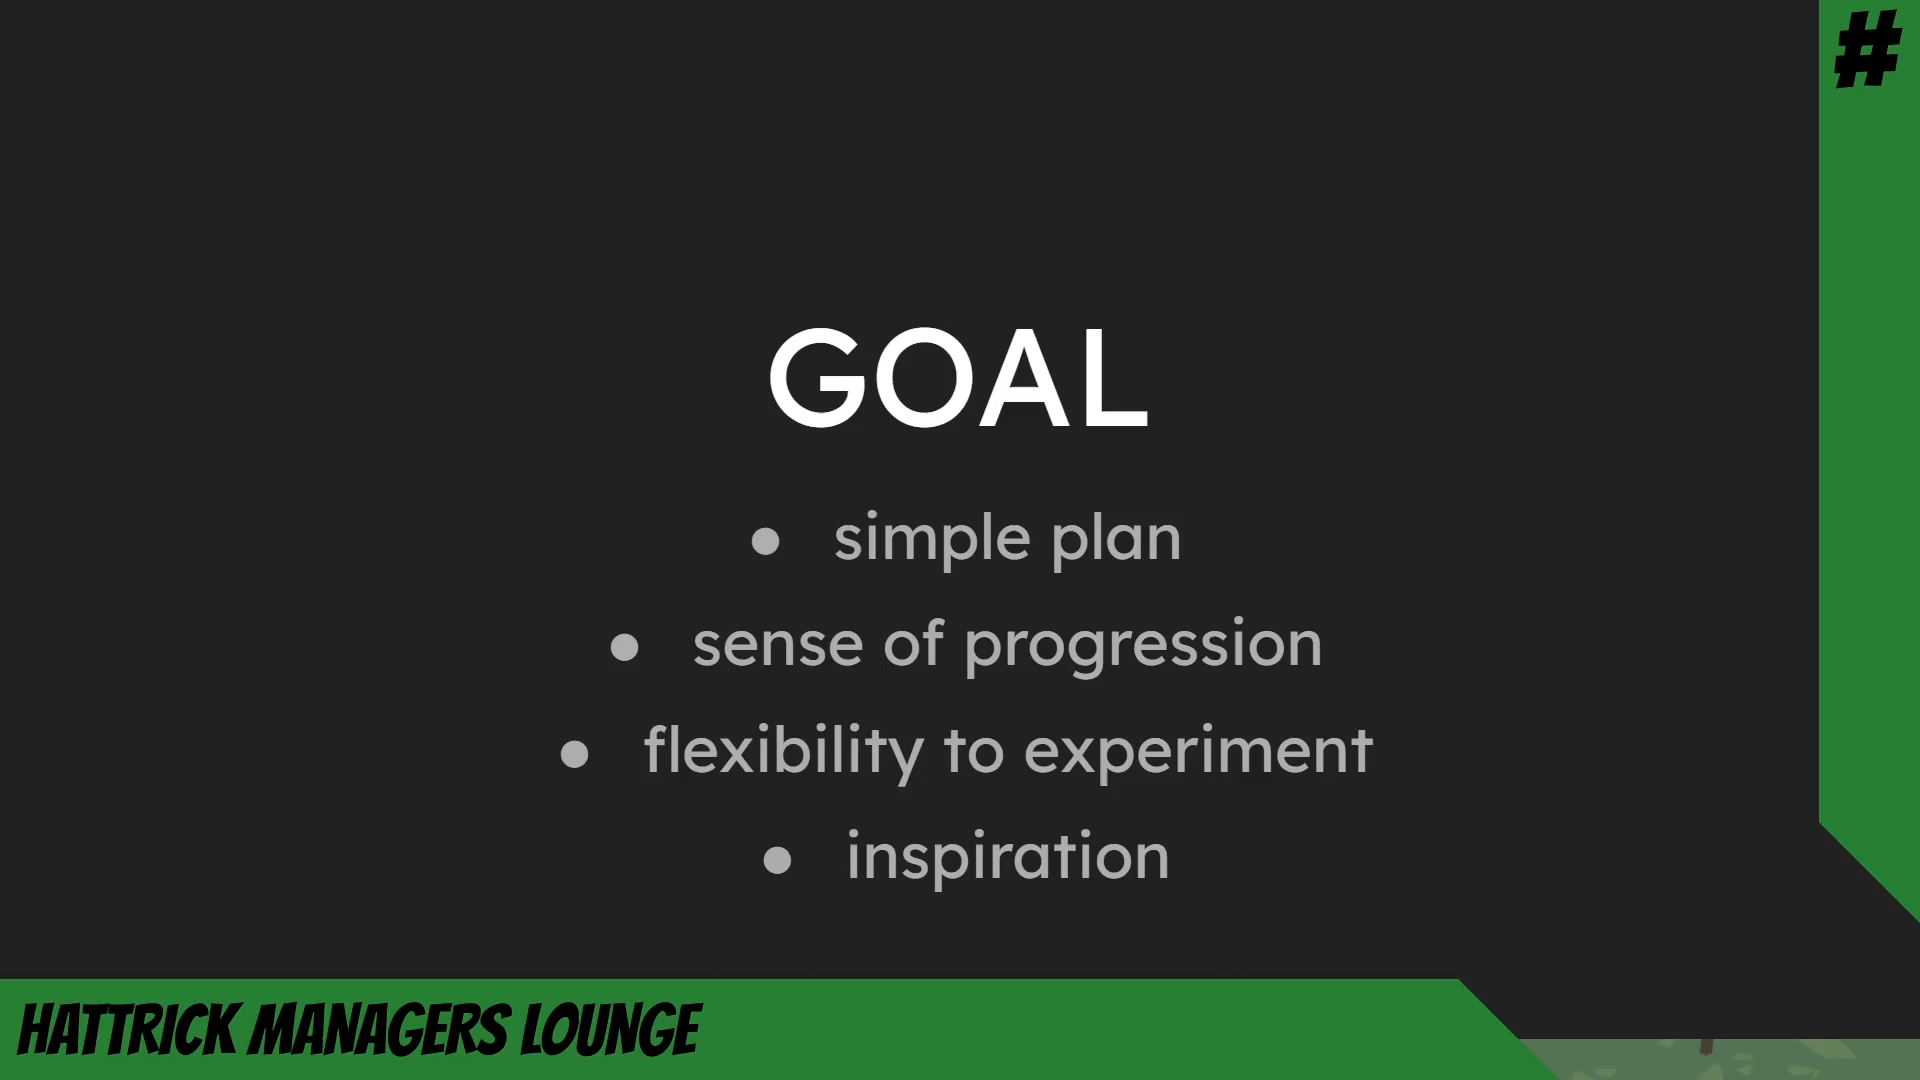 #
GOAL
● simple plan
● sense of progression
● flexibility to experiment
● inspiration
HATTRICK MANAGERS LOUNGE